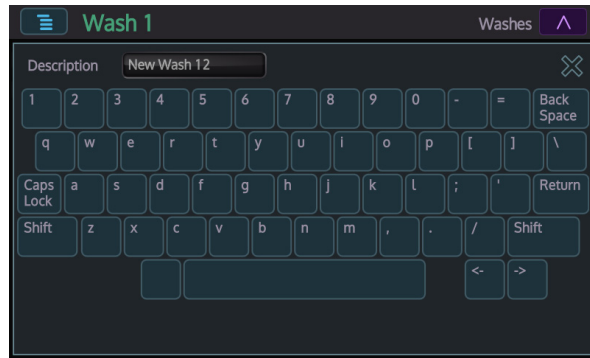 Wash 1 Washes
Description New Wash 12
1 2 3 4 5 6 7 8 9 0 - = Back Space
q w e r t y u i o p [ ] \
Caps Lock a s d f g h j k l ; ' Return
Shift z x c v b n m , . / Shift
<- ->